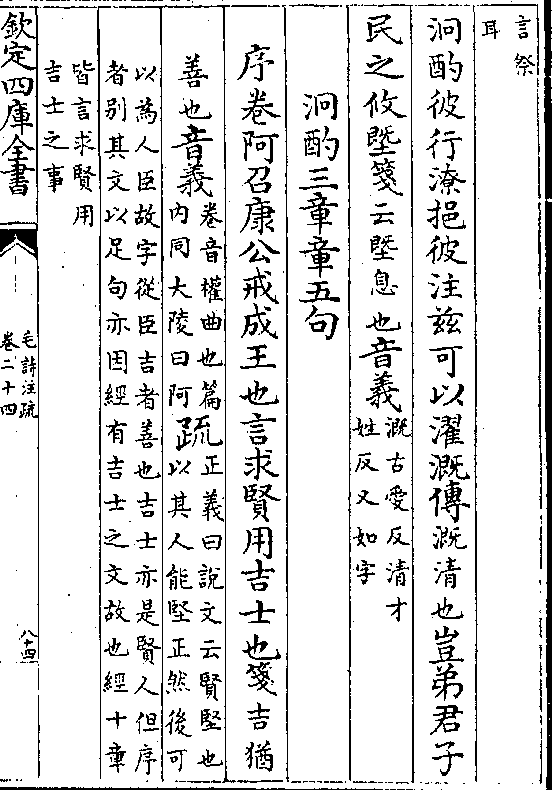 言祭
耳
泂酌彼行潦挹彼注兹可以濯溉傳溉清也豈弟君子
民之攸塈箋云塈息也音義
溉古愛反清才
姓反又如字
泂酌三章章五句
序卷阿召康公戒成王也言求賢用吉士也箋吉猶
善也音義
卷音權曲也篇
内同大陵曰阿
疏
正義曰說文云賢堅也
以其人能堅正然後可
以為人臣故字從臣吉者善也吉士亦是賢人但序
者别其文以足句亦因經有吉士之文故也經十章
皆言求賢用
吉士之事
欽定四庫全書
毛詩注疏
卷二十四
八十四